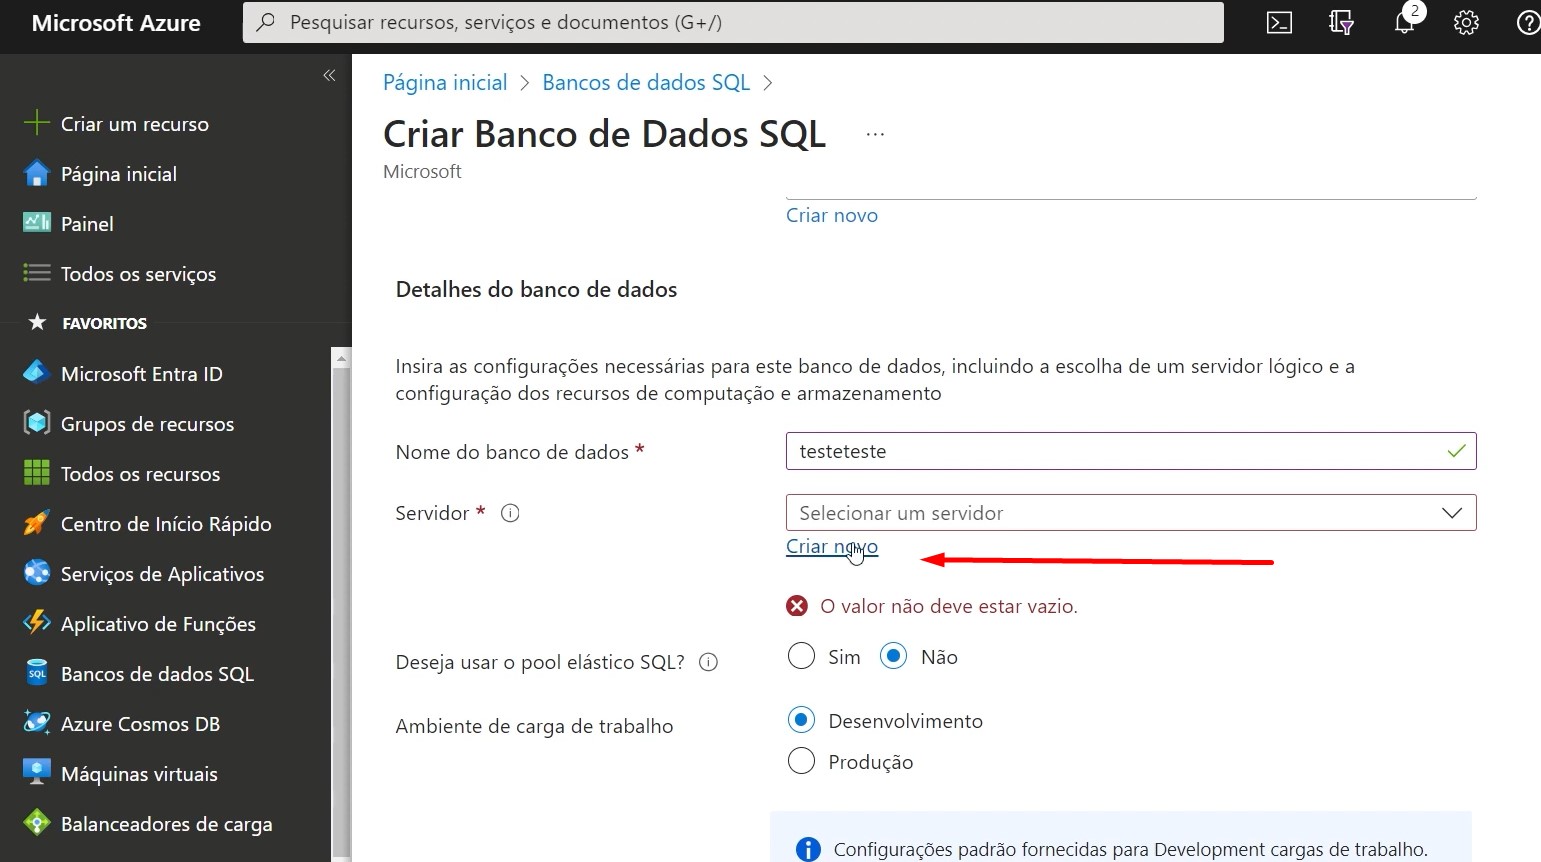 Microsoft Azure
Pesquisar recursos, serviços e documentos (G+/)
2
Criar um recurso
Página inicial
Painel
Todos os serviços
FAVORITOS
Microsoft Entra ID
Grupos de recursos
Todos os recursos
Centro de Início Rápido
Serviços de Aplicativos
Aplicativo de Funções
SQL
Bancos de dados SQL
Azure Cosmos DB
Máquinas virtuais
Balanceadores de carga
Página inicial > Bancos de dados SQL >
Criar Banco de Dados SQL ...
Microsoft
Criar novo
Detalhes do banco de dados
Insira as configurações necessárias para este banco de dados, incluindo a escolha de um servidor lógico e a
configuração dos recursos de computação e armazenamento
Nome do banco de dados *
testeteste
Servidor *
Selecionar um servidor
Criar novo
O valor não deve estar vazio.
Deseja usar o pool elástico SQL?
Sim Não
Ambiente de carga de trabalho
Desenvolvimento
Produção
Configurações padrão fornecidas para Development cargas de trabalho.